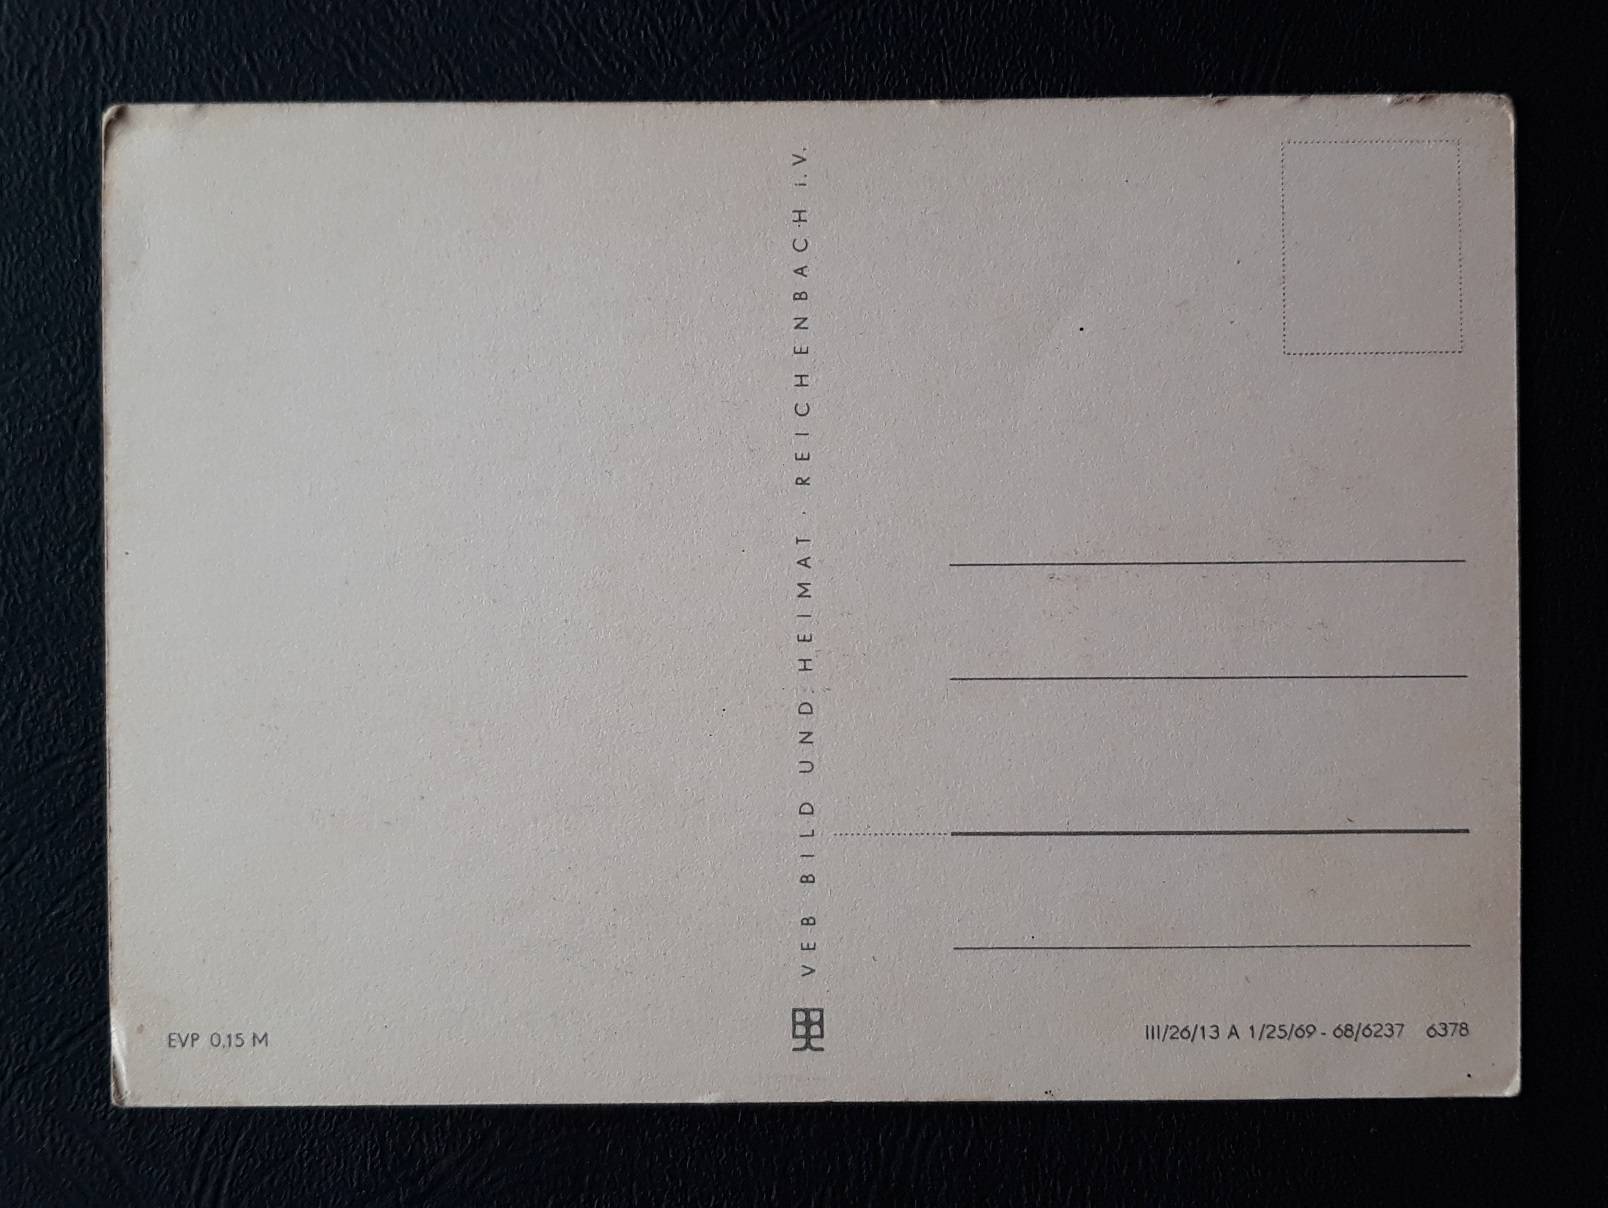 VEB BILD UND HEIMAT · REICHENBACH i. V.
EVP 0,15 M
III/26/13 A 1/25/69 - 68/6237 6378